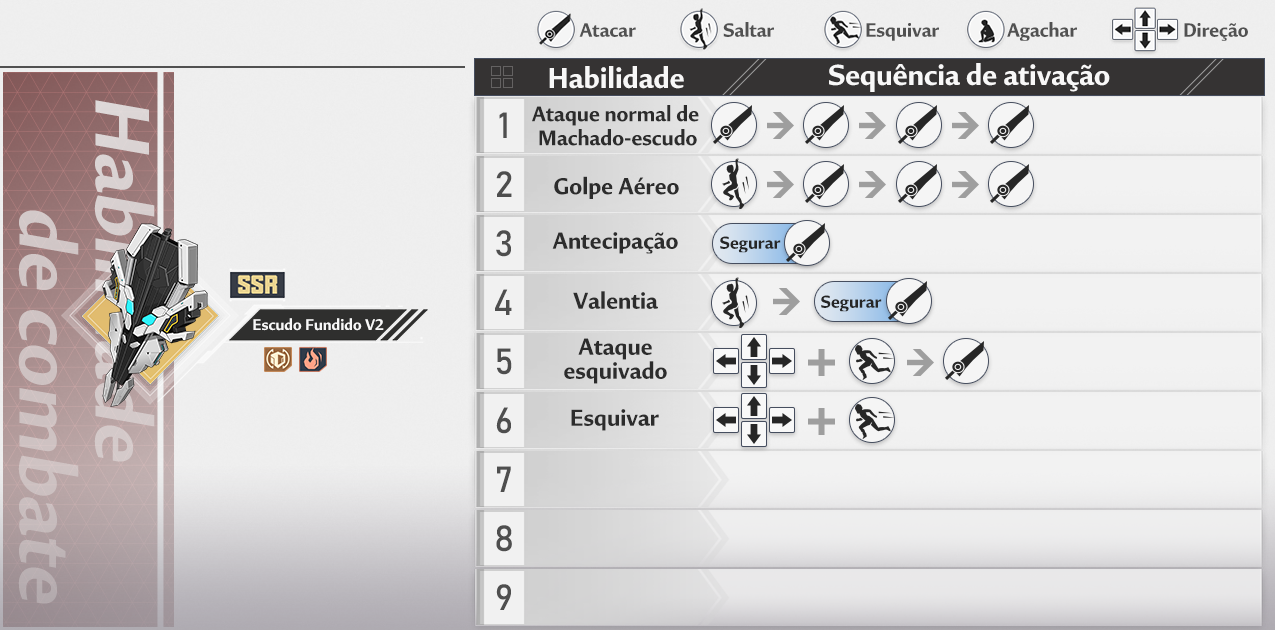 Atacar
Saltar
Esquivar
Agachar
Direção
Habilidade
Sequência de ativação
Habilidade
de combate
SSR
Escudo Fundido V2
1
Ataque normal de
Machado-escudo
2
Golpe Aéreo
3
Antecipação
Segurar
4
Valentia
Segurar
5
Ataque
esquivado
6
Esquivar
7
8
9